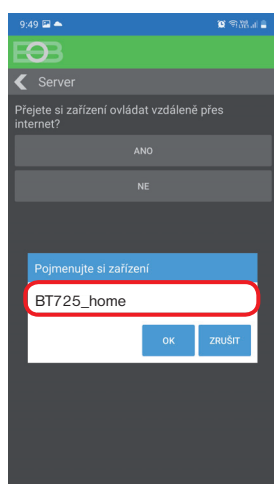 9:49
EOB
Server
Přejete si zařízení ovládat vzdáleně přes
internet?
ANO
NE
Pojmenujte si zařízení
BT725_home
OK ZRUŠIT